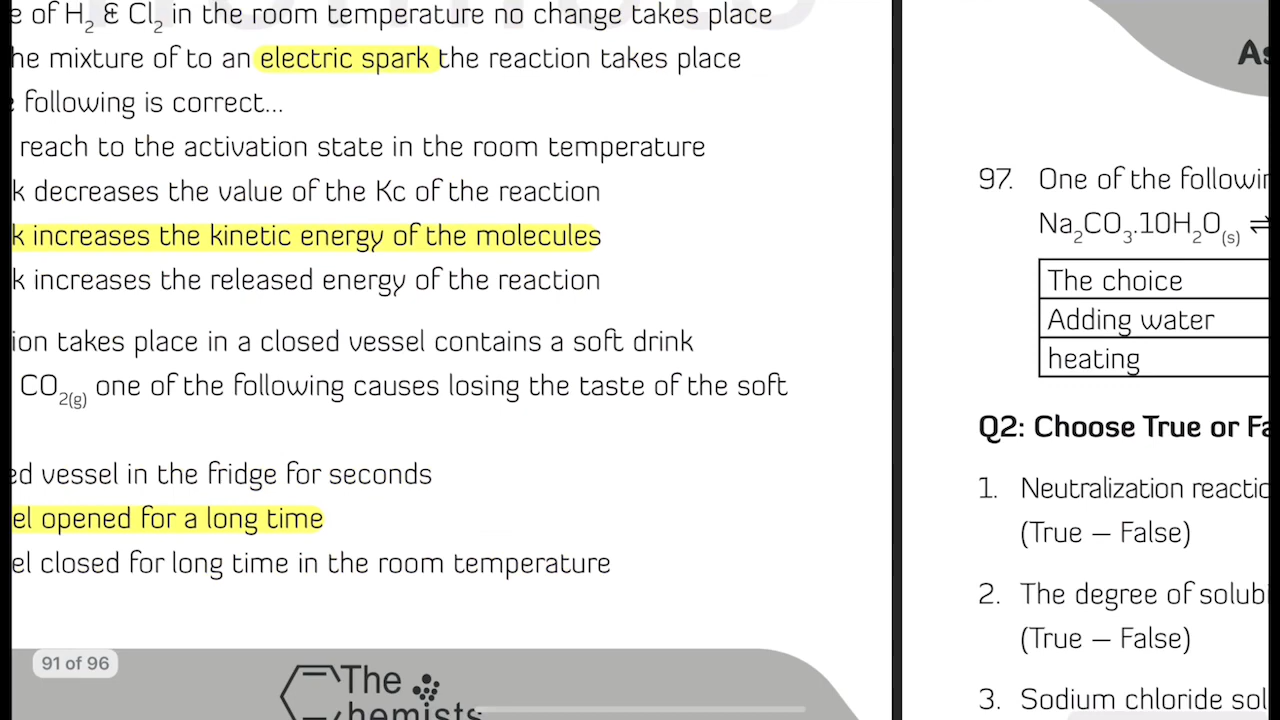 e of H₂ & Cl₂ in the room temperature no change takes place
he mixture of to an electric spark the reaction takes place
following is correct...
reach to the activation state in the room temperature
k decreases the value of the Kc of the reaction
k increases the kinetic energy of the molecules
k increases the released energy of the reaction
ion takes place in a closed vessel contains a soft drink
CO₂(g) one of the following causes losing the taste of the soft
ed vessel in the fridge for seconds
el opened for a long time
el closed for long time in the room temperature
91 of 96
The
hemists
As
97. One of the followin
Na₂CO₃.10H₂O(s) ⇌
The choice
Adding water
heating
Q2: Choose True or Fa
1. Neutralization reactio
(True – False)
2. The degree of solubi
(True – False)
3. Sodium chloride sol